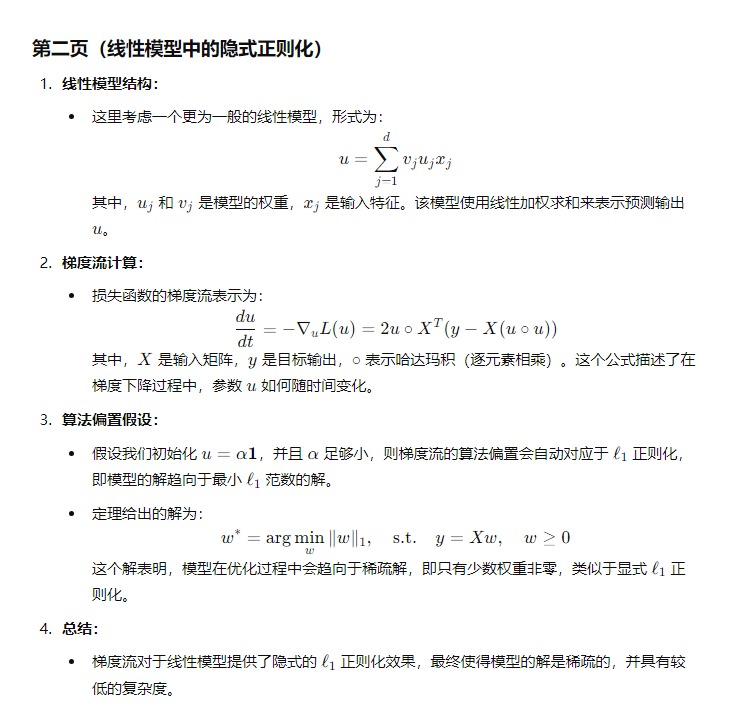 第二页（线性模型中的隐式正则化）
1. 线性模型结构：
• 这里考虑一个更为一般的线性模型，形式为：
$$u = \sum_{j=1}^{d} v_j u_j x_j$$
其中，$u_j$ 和 $v_j$ 是模型的权重，$x_j$ 是输入特征。该模型使用线性加权求和来表示预测输出
$u$。
2. 梯度流计算：
• 损失函数的梯度流表示为：
$$\frac{du}{dt} = -\nabla_u L(u) = 2u \circ X^T (y - X(u \circ u))$$
其中，$X$ 是输入矩阵，$y$ 是目标输出，$\circ$ 表示哈达玛积（逐元素相乘）。这个公式描述了在
梯度下降过程中，参数 $u$ 如何随时间变化。
3. 算法偏置假设：
• 假设我们初始化 $u = \alpha \mathbf{1}$，并且 $\alpha$ 足够小，则梯度流的算法偏置会自动对应于 $\ell_1$ 正则化，
即模型的解趋向于最小 $\ell_1$ 范数的解。
• 定理给出的解为：
$$w^* = \arg\min_w \|w\|_1, \quad \text{s.t.} \quad y = Xw, \quad w \geq 0$$
这个解表明，模型在优化过程中会趋向于稀疏解，即只有少数权重非零，类似于显式 $\ell_1$ 正
则化。
4. 总结：
• 梯度流对于线性模型提供了隐式的 $\ell_1$ 正则化效果，最终使得模型的解是稀疏的，并具有较
低的复杂度。